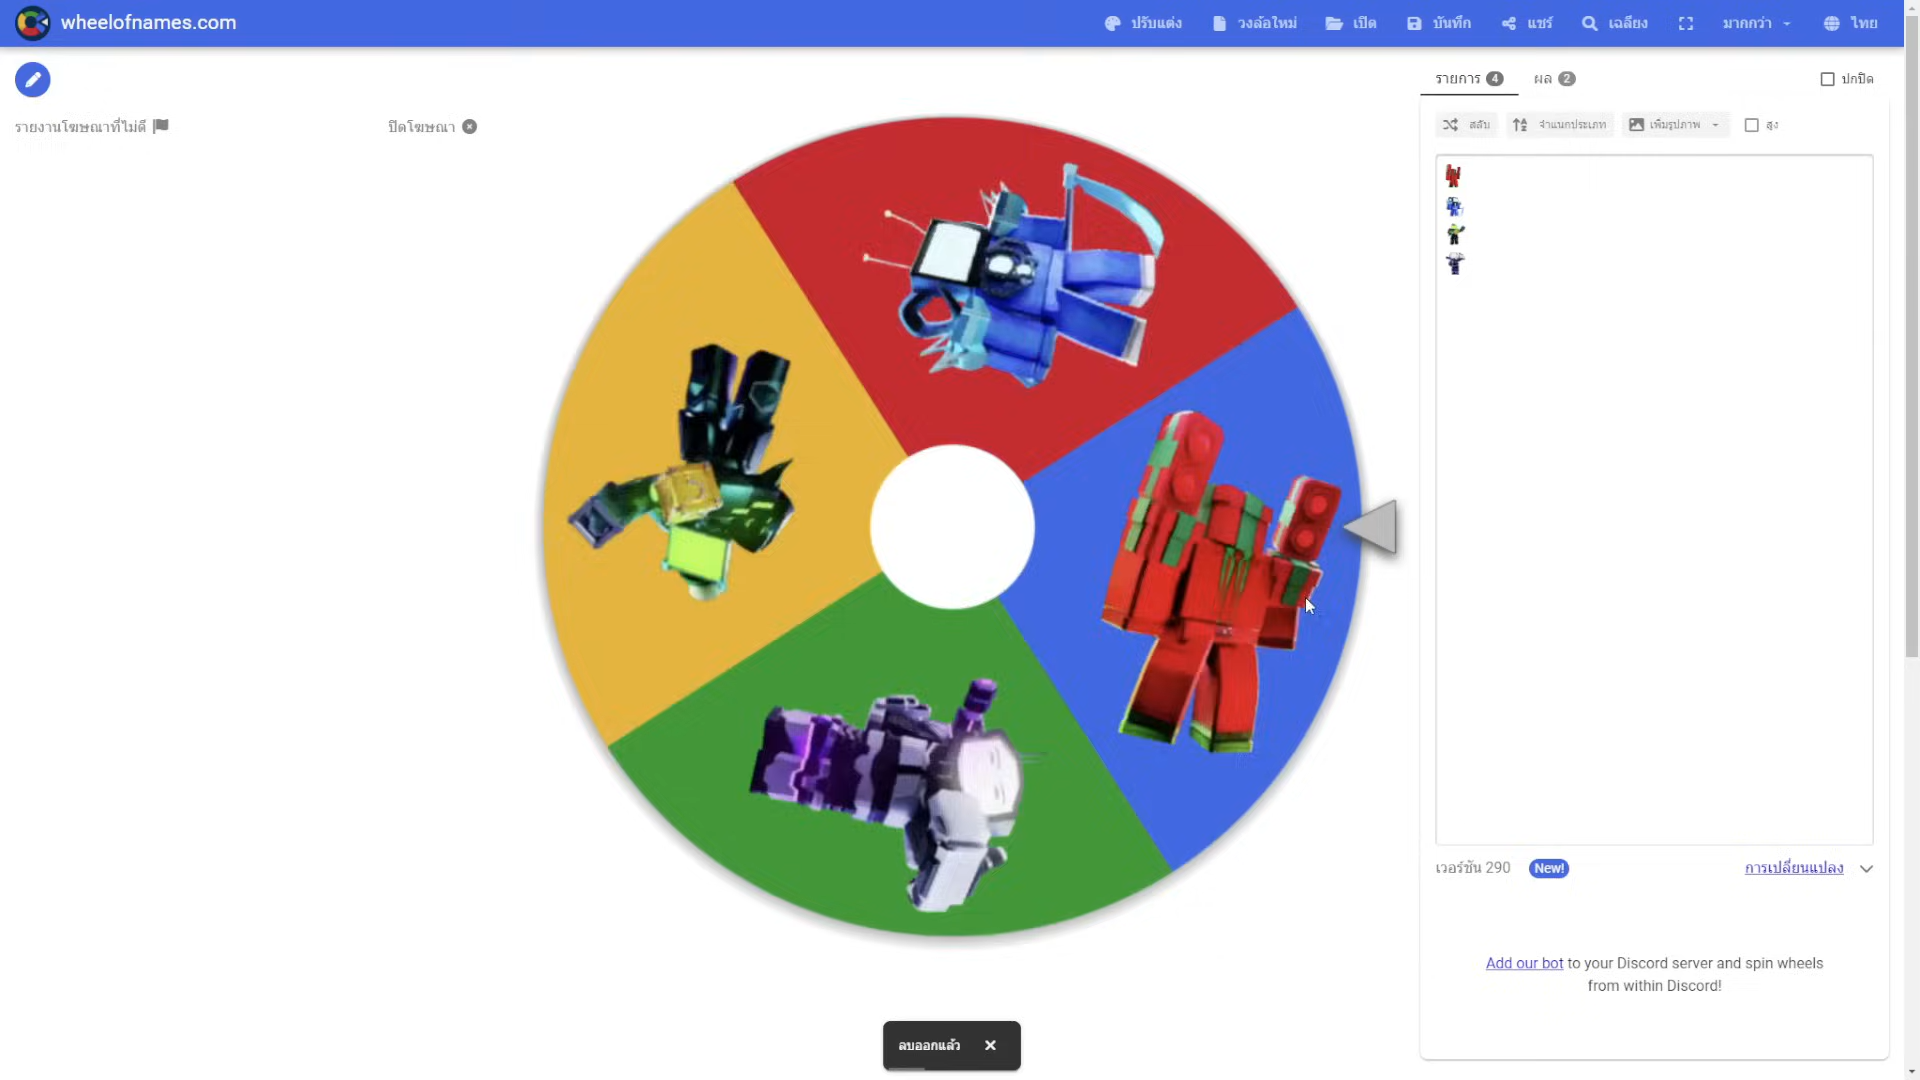 wheelofnames.com
ปรับแต่ง วงล้อใหม่ เปิด บันทึก แชร์ เฉลียง มากกว่า ไทย
รายงานโฆษณาที่ไม่ดี ปิดโฆษณา
รายการ 4 ผล 2 ปกปิด
สลับ จำแนกประเภท เพิ่มรูปภาพ สูง
เวอร์ชัน 290 New! การเปลี่ยนแปลง
Add our bot to your Discord server and spin wheels
from within Discord!
ลบออกแล้ว